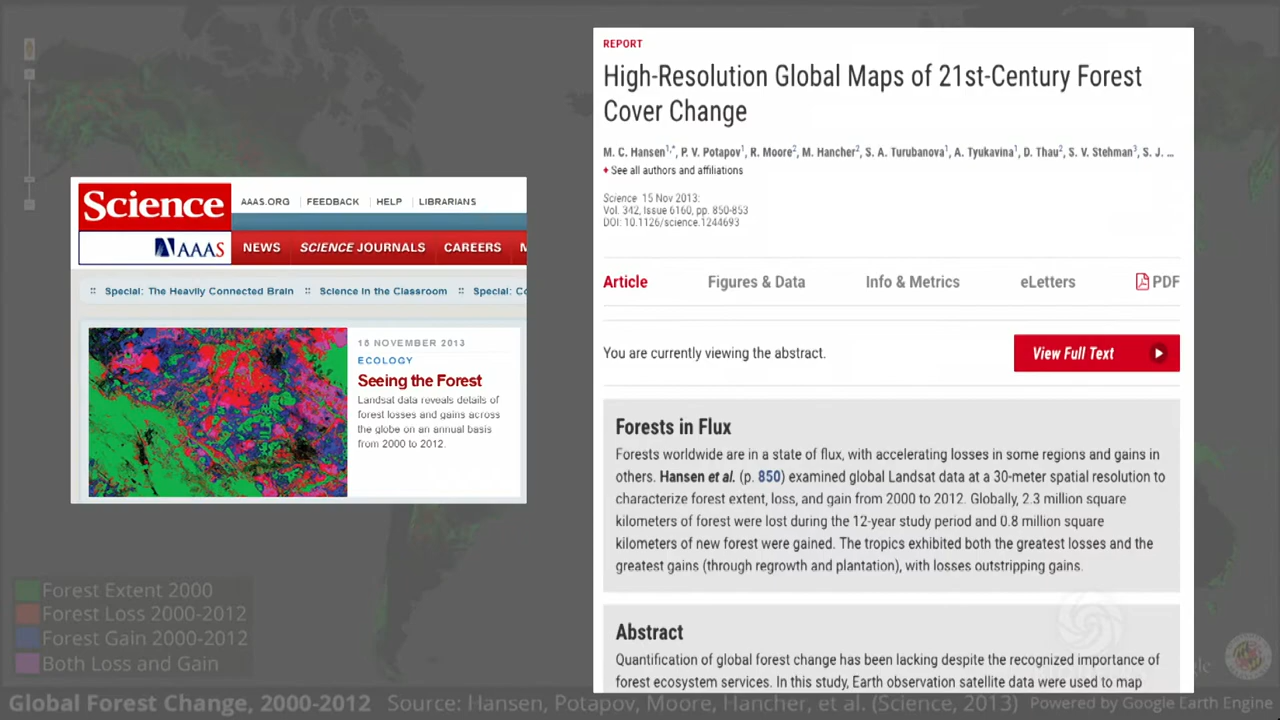 Science
AAAS.ORG | FEEDBACK | HELP | LIBRARIANS
AAAS NEWS SCIENCE JOURNALS CAREERS
Special: The Heavily Connected Brain :: Science in the Classroom :: Special:
15 NOVEMBER 2013
ECOLOGY
Seeing the Forest
Landsat data reveals details of
forest losses and gains across
the globe on an annual basis
from 2000 to 2012.
REPORT
High-Resolution Global Maps of 21st-Century Forest
Cover Change
M. C. Hansen1,*, P. V. Potapov1, R. Moore2, M. Hancher2, S. A. Turubanova1, A. Tyukavina1, D. Thau2, S. V. Stehman3, S. J. ...
+ See all authors and affiliations
Science 15 Nov 2013:
Vol. 342, Issue 6160, pp. 850-853
DOI: 10.1126/science.1244693
Article Figures & Data Info & Metrics eLetters PDF
You are currently viewing the abstract.
View Full Text
Forests in Flux
Forests worldwide are in a state of flux, with accelerating losses in some regions and gains in
others. Hansen et al. (p. 850) examined global Landsat data at a 30-meter spatial resolution to
characterize forest extent, loss, and gain from 2000 to 2012. Globally, 2.3 million square
kilometers of forest were lost during the 12-year study period and 0.8 million square
kilometers of new forest were gained. The tropics exhibited both the greatest losses and the
greatest gains (through regrowth and plantation), with losses outstripping gains.
Abstract
Quantification of global forest change has been lacking despite the recognized importance of
forest ecosystem services. In this study, Earth observation satellite data were used to map
Forest Extent 2000
Forest Loss 2000-2012
Forest Gain 2000-2012
Both Loss and Gain
Global Forest Change, 2000-2012 Source: Hansen, Potapov, Moore, Hancher, et al. (Science, 2013) Powered by Google Earth Engine